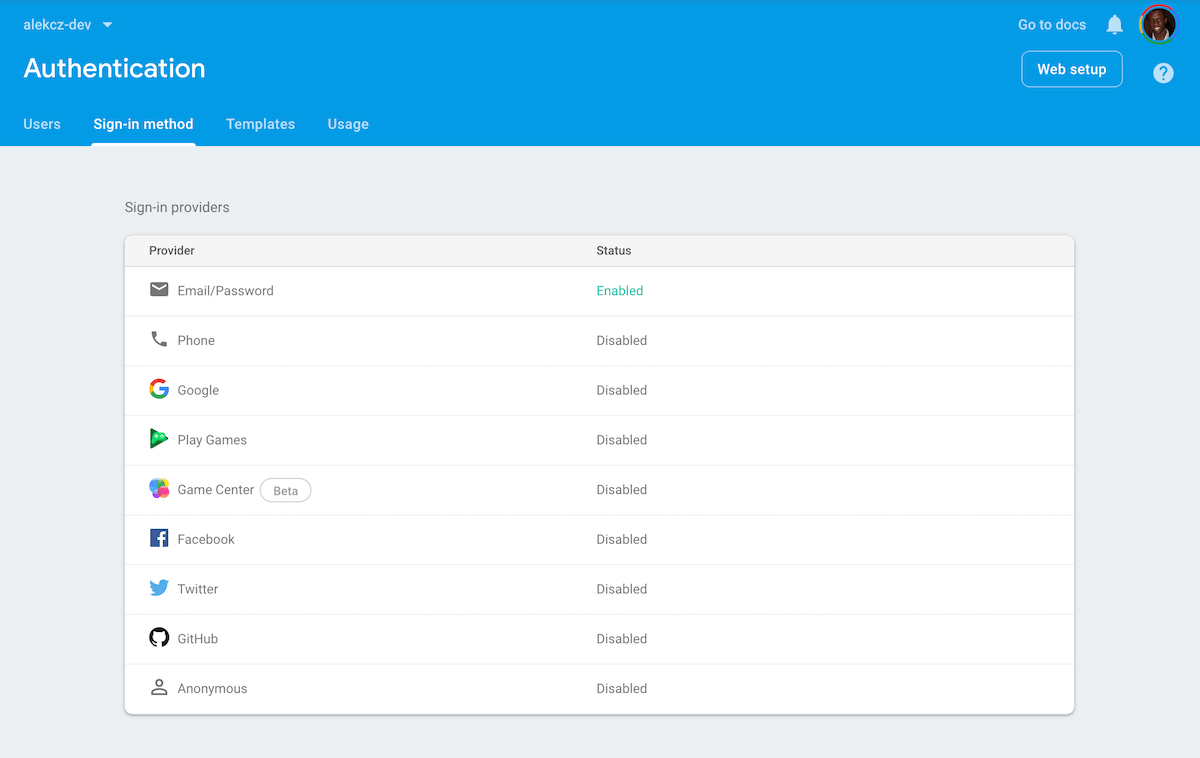 alekcz-dev
Go to docs
Authentication
Web setup
?
Users Sign-in method Templates Usage
Sign-in providers
Provider Status
Email/Password Enabled
Phone Disabled
Google Disabled
Play Games Disabled
Game Center Beta Disabled
Facebook Disabled
Twitter Disabled
GitHub Disabled
Anonymous Disabled